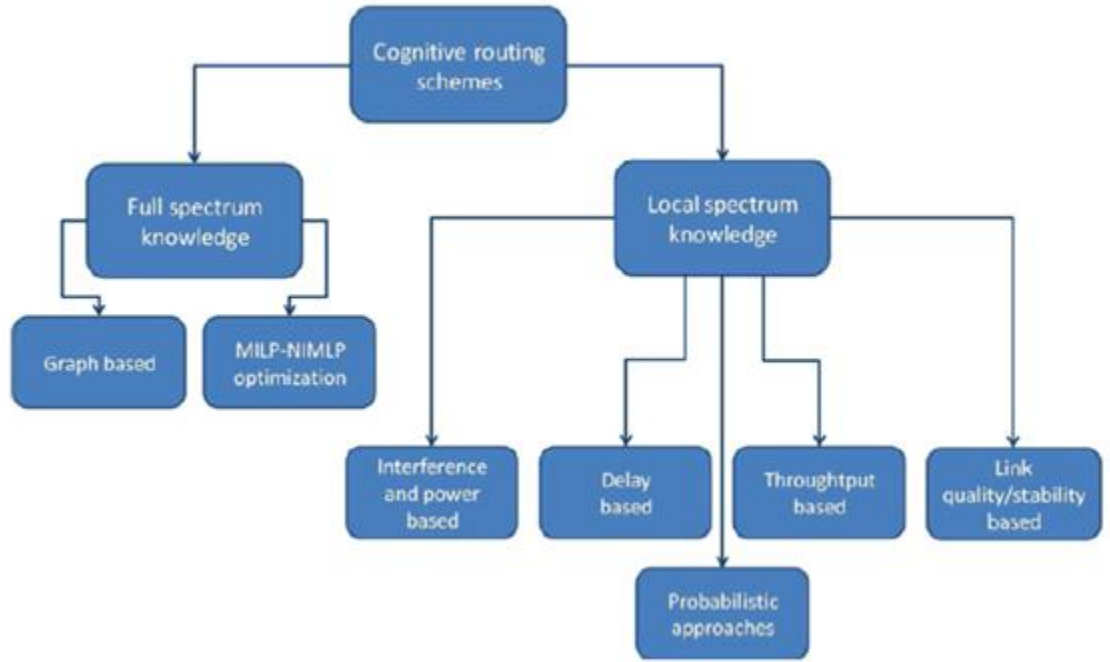 Cognitive routing
schemes
Full spectrum
knowledge
Local spectrum
knowledge
Graph based
MILP-NIMLP
optimization
Interference
and power
based
Delay
based
Throughtput
based
Link
quality/stability
based
Probabilistic
approaches